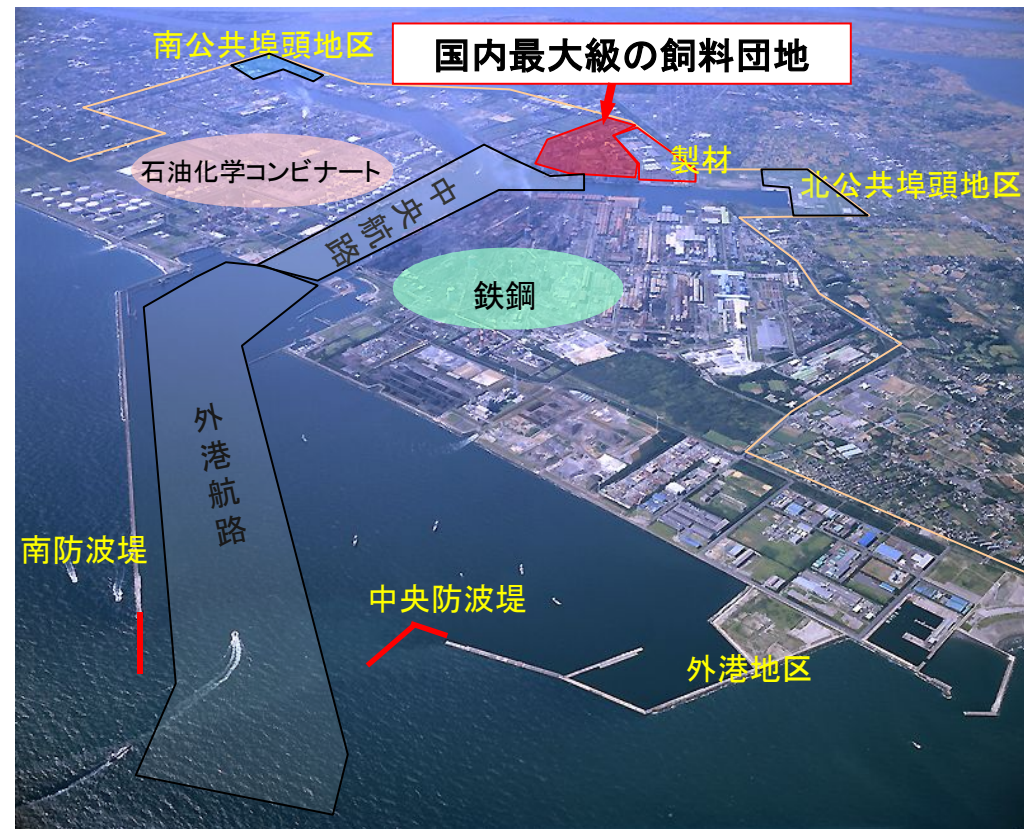 南公共埠頭地区
国内最大級の飼料団地
製材
石油化学コンビナート
北公共埠頭地区
中央航路
鉄鋼
外港航路
南防波堤
中央防波堤
外港地区